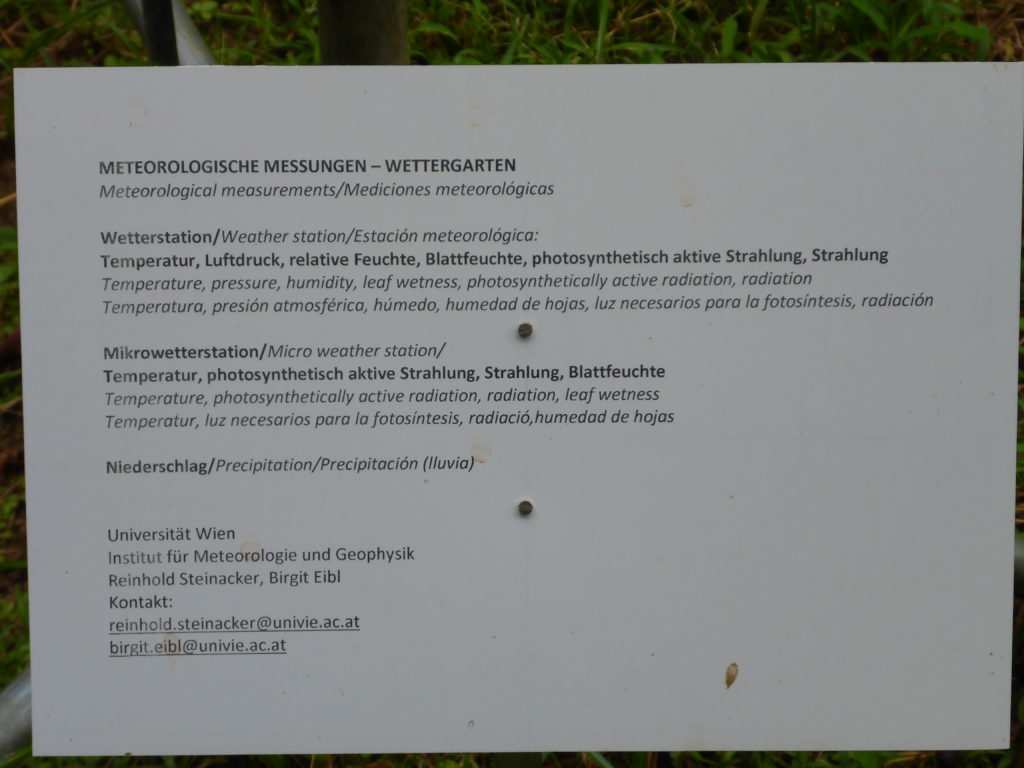 METEOROLOGISCHE MESSUNGEN – WETTERGARTEN
Meteorological measurements/Mediciones meteorológicas
Wetterstation/Weather station/Estación meteorológica:
Temperatur, Luftdruck, relative Feuchte, Blattfeuchte, photosynthetisch aktive Strahlung, Strahlung
Temperature, pressure, humidity, leaf wetness, photosynthetically active radiation, radiation
Temperatura, presión atmosférica, húmedo, humedad de hojas, luz necesarios para la fotosíntesis, radiación
Mikrowetterstation/Micro weather station/
Temperatur, photosynthetisch aktive Strahlung, Strahlung, Blattfeuchte
Temperature, photosynthetically active radiation, radiation, leaf wetness
Temperatur, luz necesarios para la fotosíntesis, radiació,humedad de hojas
Niederschlag/Precipitation/Precipitación (lluvia)
Universität Wien
Institut für Meteorologie und Geophysik
Reinhold Steinacker, Birgit Eibl
Kontakt:
reinhold.steinacker@univie.ac.at
birgit.eibl@univie.ac.at